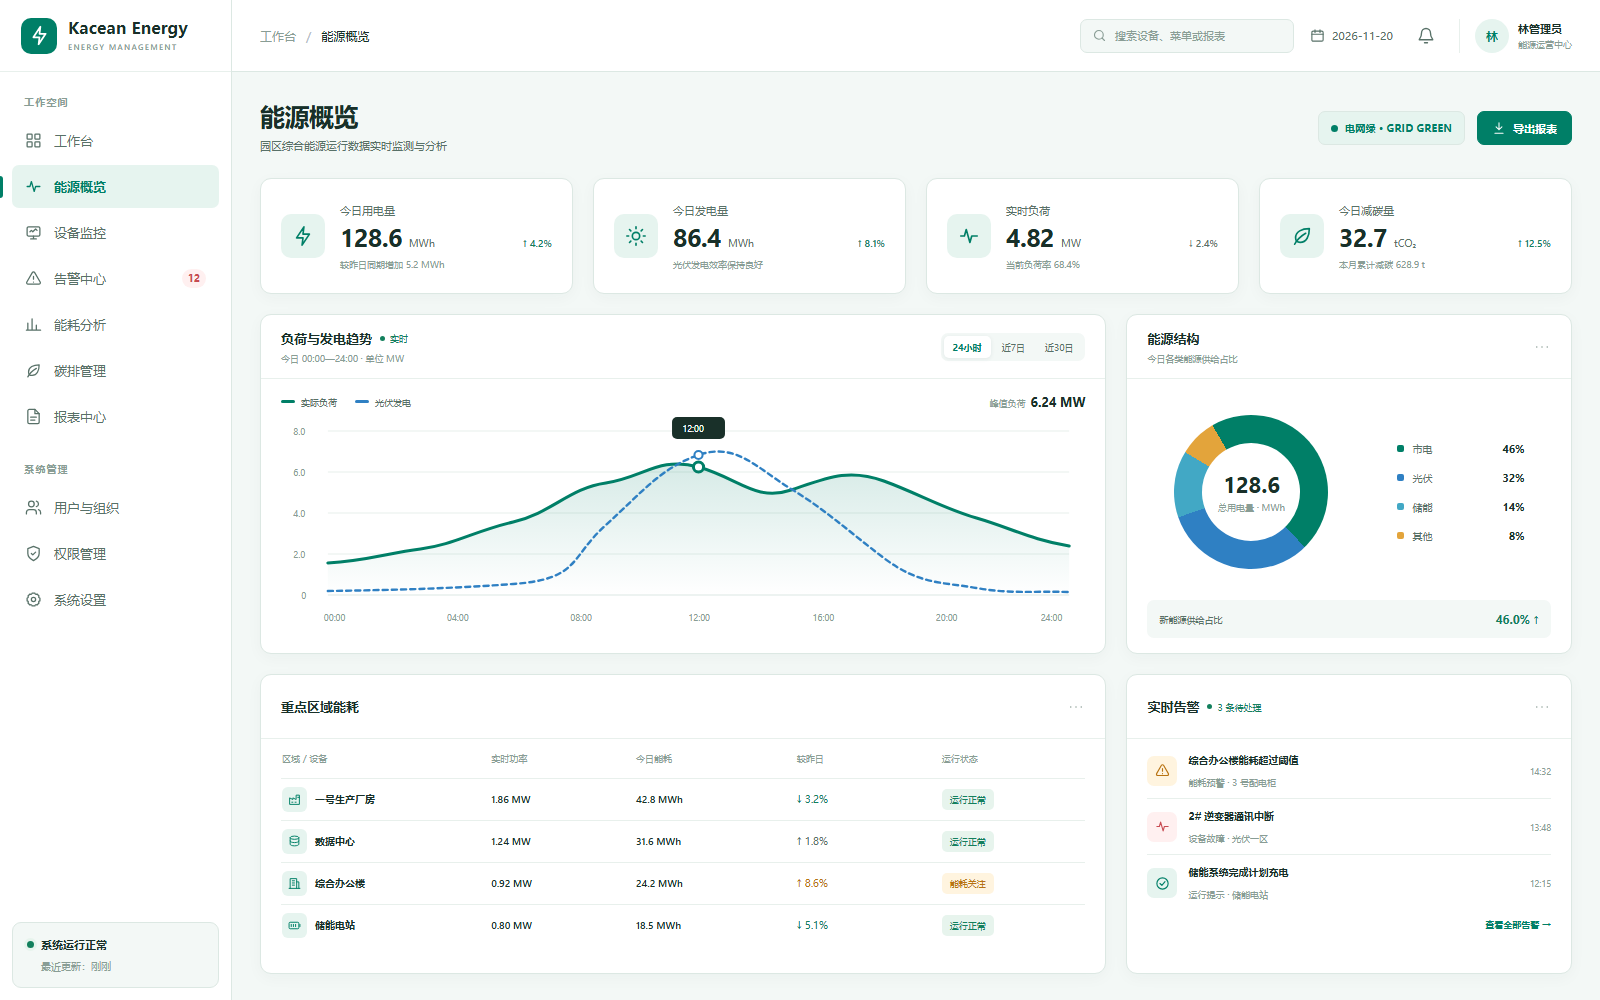 Kacean Energy
ENERGY MANAGEMENT
工作空间
工作台
能源概览
设备监控
告警中心 12
能耗分析
碳排管理
报表中心
系统管理
用户与组织
权限管理
系统设置
系统运行正常
最近更新：刚刚
工作台 / 能源概览
搜索设备、菜单或报表
2026-11-20
林
林管理员
能源运营中心
能源概览
园区综合能源运行数据实时监测与分析
电网绿 • GRID GREEN
导出报表
今日用电量
128.6 MWh
↑ 4.2%
较昨日同期增加 5.2 MWh
今日发电量
86.4 MWh
↑ 8.1%
光伏发电效率保持良好
实时负荷
4.82 MW
↓ 2.4%
当前负荷率 68.4%
今日减碳量
32.7 tCO₂
↑ 12.5%
本月累计减碳 628.9 t
负荷与发电趋势 实时
今日 00:00—24:00 · 单位 MW
24小时 近7日 近30日
实际负荷 光伏发电
峰值负荷 6.24 MW
12:00
8.0
6.0
4.0
2.0
0
00:00 04:00 08:00 12:00 16:00 20:00 24:00
能源结构
今日各类能源供给占比
···
128.6
总用电量 · MWh
市电 46%
光伏 32%
储能 14%
其他 8%
新能源供给占比 46.0% ↑
重点区域能耗
···
区域 / 设备 实时功率 今日能耗 较昨日 运行状态
一号生产厂房 1.86 MW 42.8 MWh ↓ 3.2% 运行正常
数据中心 1.24 MW 31.6 MWh ↑ 1.8% 运行正常
综合办公楼 0.92 MW 24.2 MWh ↑ 8.6% 能耗关注
储能电站 0.80 MW 18.5 MWh ↓ 5.1% 运行正常
实时告警 3 条待处理
···
综合办公楼能耗超过阈值
能耗预警 · 3 号配电柜
14:32
2# 逆变器通讯中断
设备故障 · 光伏一区
13:48
储能系统完成计划充电
运行提示 · 储能电站
12:15
查看全部告警 →